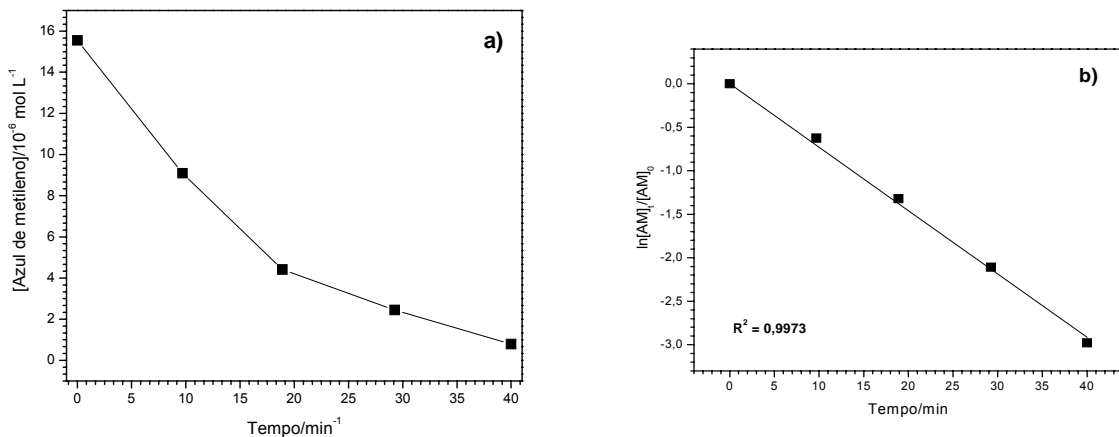 a)
[Azul de metileno]/10⁻⁶ mol L⁻¹
16
14
12
10
8
6
4
2
0
0 5 10 15 20 25 30 35 40
Tempo/min⁻¹
b)
ln[AM]ₜ/[AM]₀
0,0
-0,5
-1,0
-1,5
-2,0
-2,5
-3,0
R² = 0,9973
0 5 10 15 20 25 30 35 40
Tempo/min